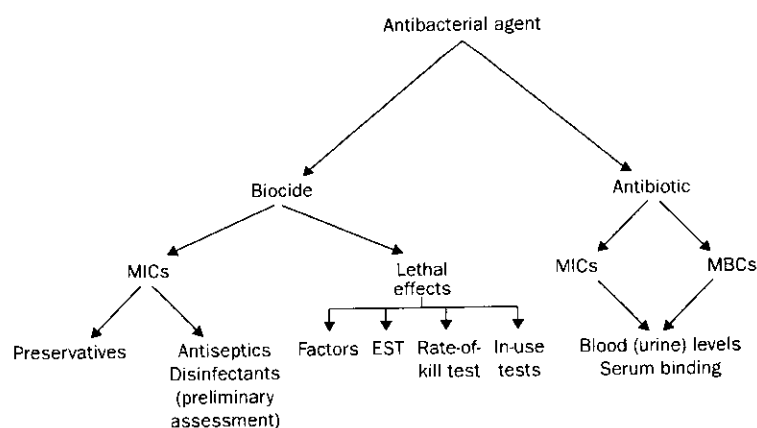 Antibacterial agent
Biocide
Antibiotic
MICs
Lethal
effects
MICs
MBCs
Preservatives
Antiseptics
Disinfectants
(preliminary
assessment)
Factors
EST
Rate-of-
kill test
In-use
tests
Blood (urine) levels
Serum binding